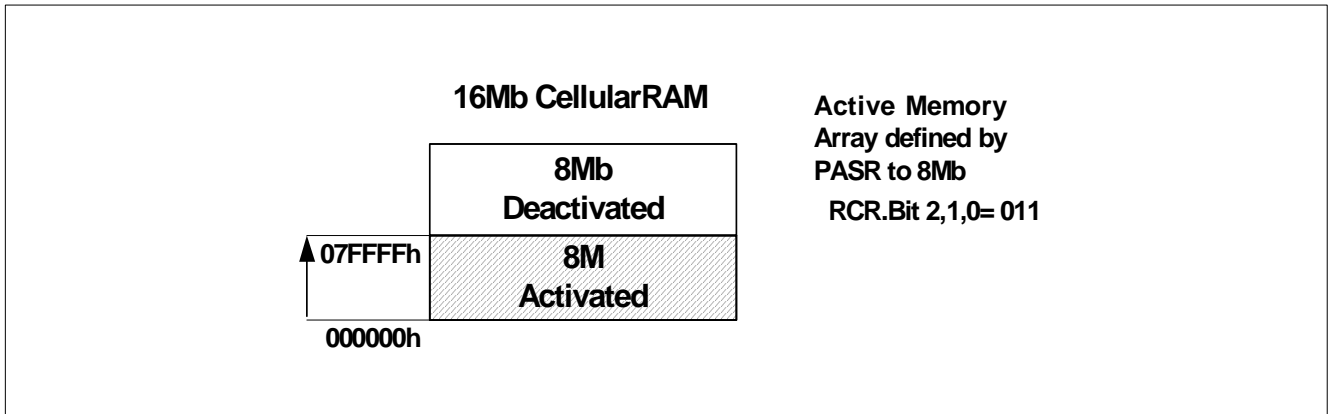 16Mb CellularRAM
8Mb
Deactivated
07FFFFh
8M
Activated
000000h
Active Memory
Array defined by
PASR to 8Mb
RCR.Bit 2,1,0= 011